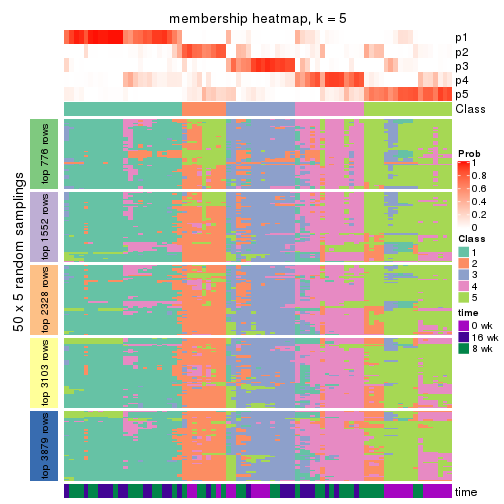 membership heatmap, k = 5
p1
p2
p3
p4
p5
Class
50 x 5 random samplings
top 776 rows
top 1552 rows
top 2328 rows
top 3103 rows
top 3879 rows
Prob
1
0.8
0.6
0.4
0.2
0
Class
1
2
3
4
5
time
0 wk
16 wk
8 wk
time